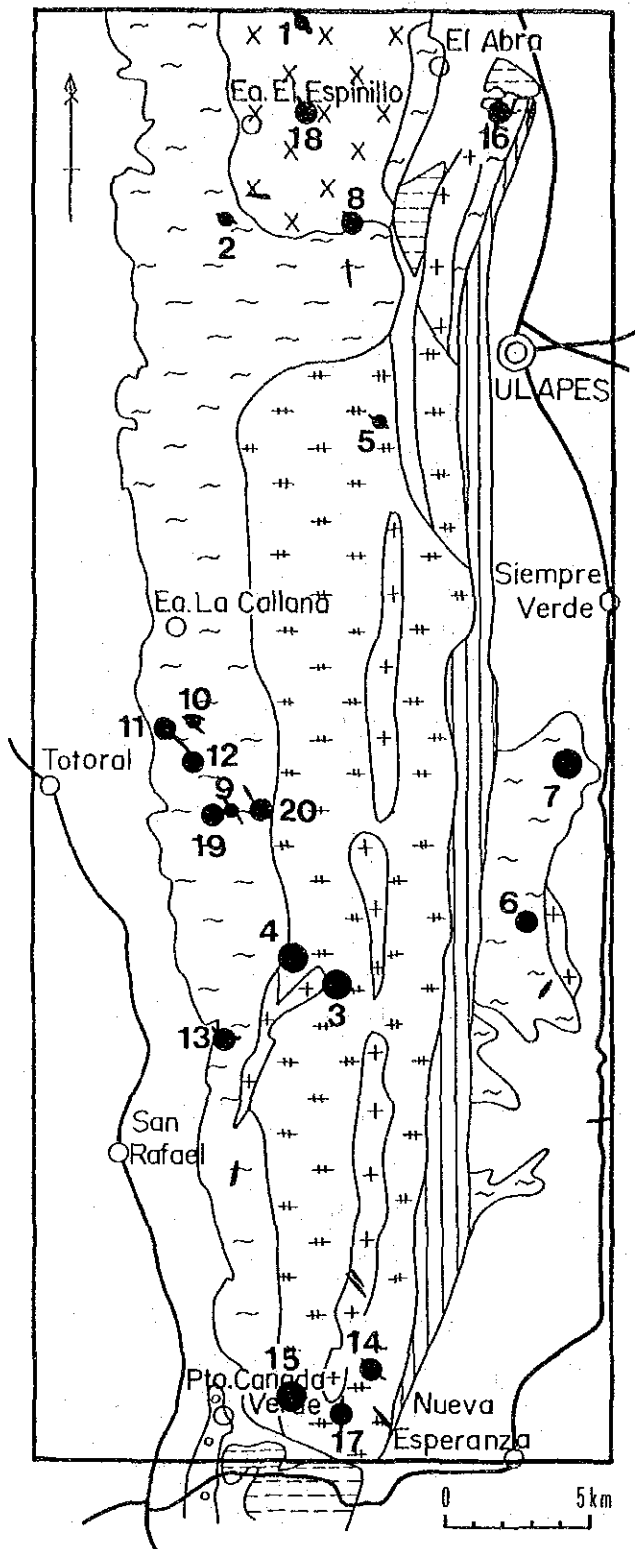 1
El Abra
Ea. El Espinillo
18
16
2
8
ULAPES
5
Siempre
Verde
Ea. La Callana
10
11
12
Totoral
7
9
20
19
6
4
3
13
San
Rafael
14
15
Pto. Canada
Verde
17
Nueva
Esperanza
0 5km